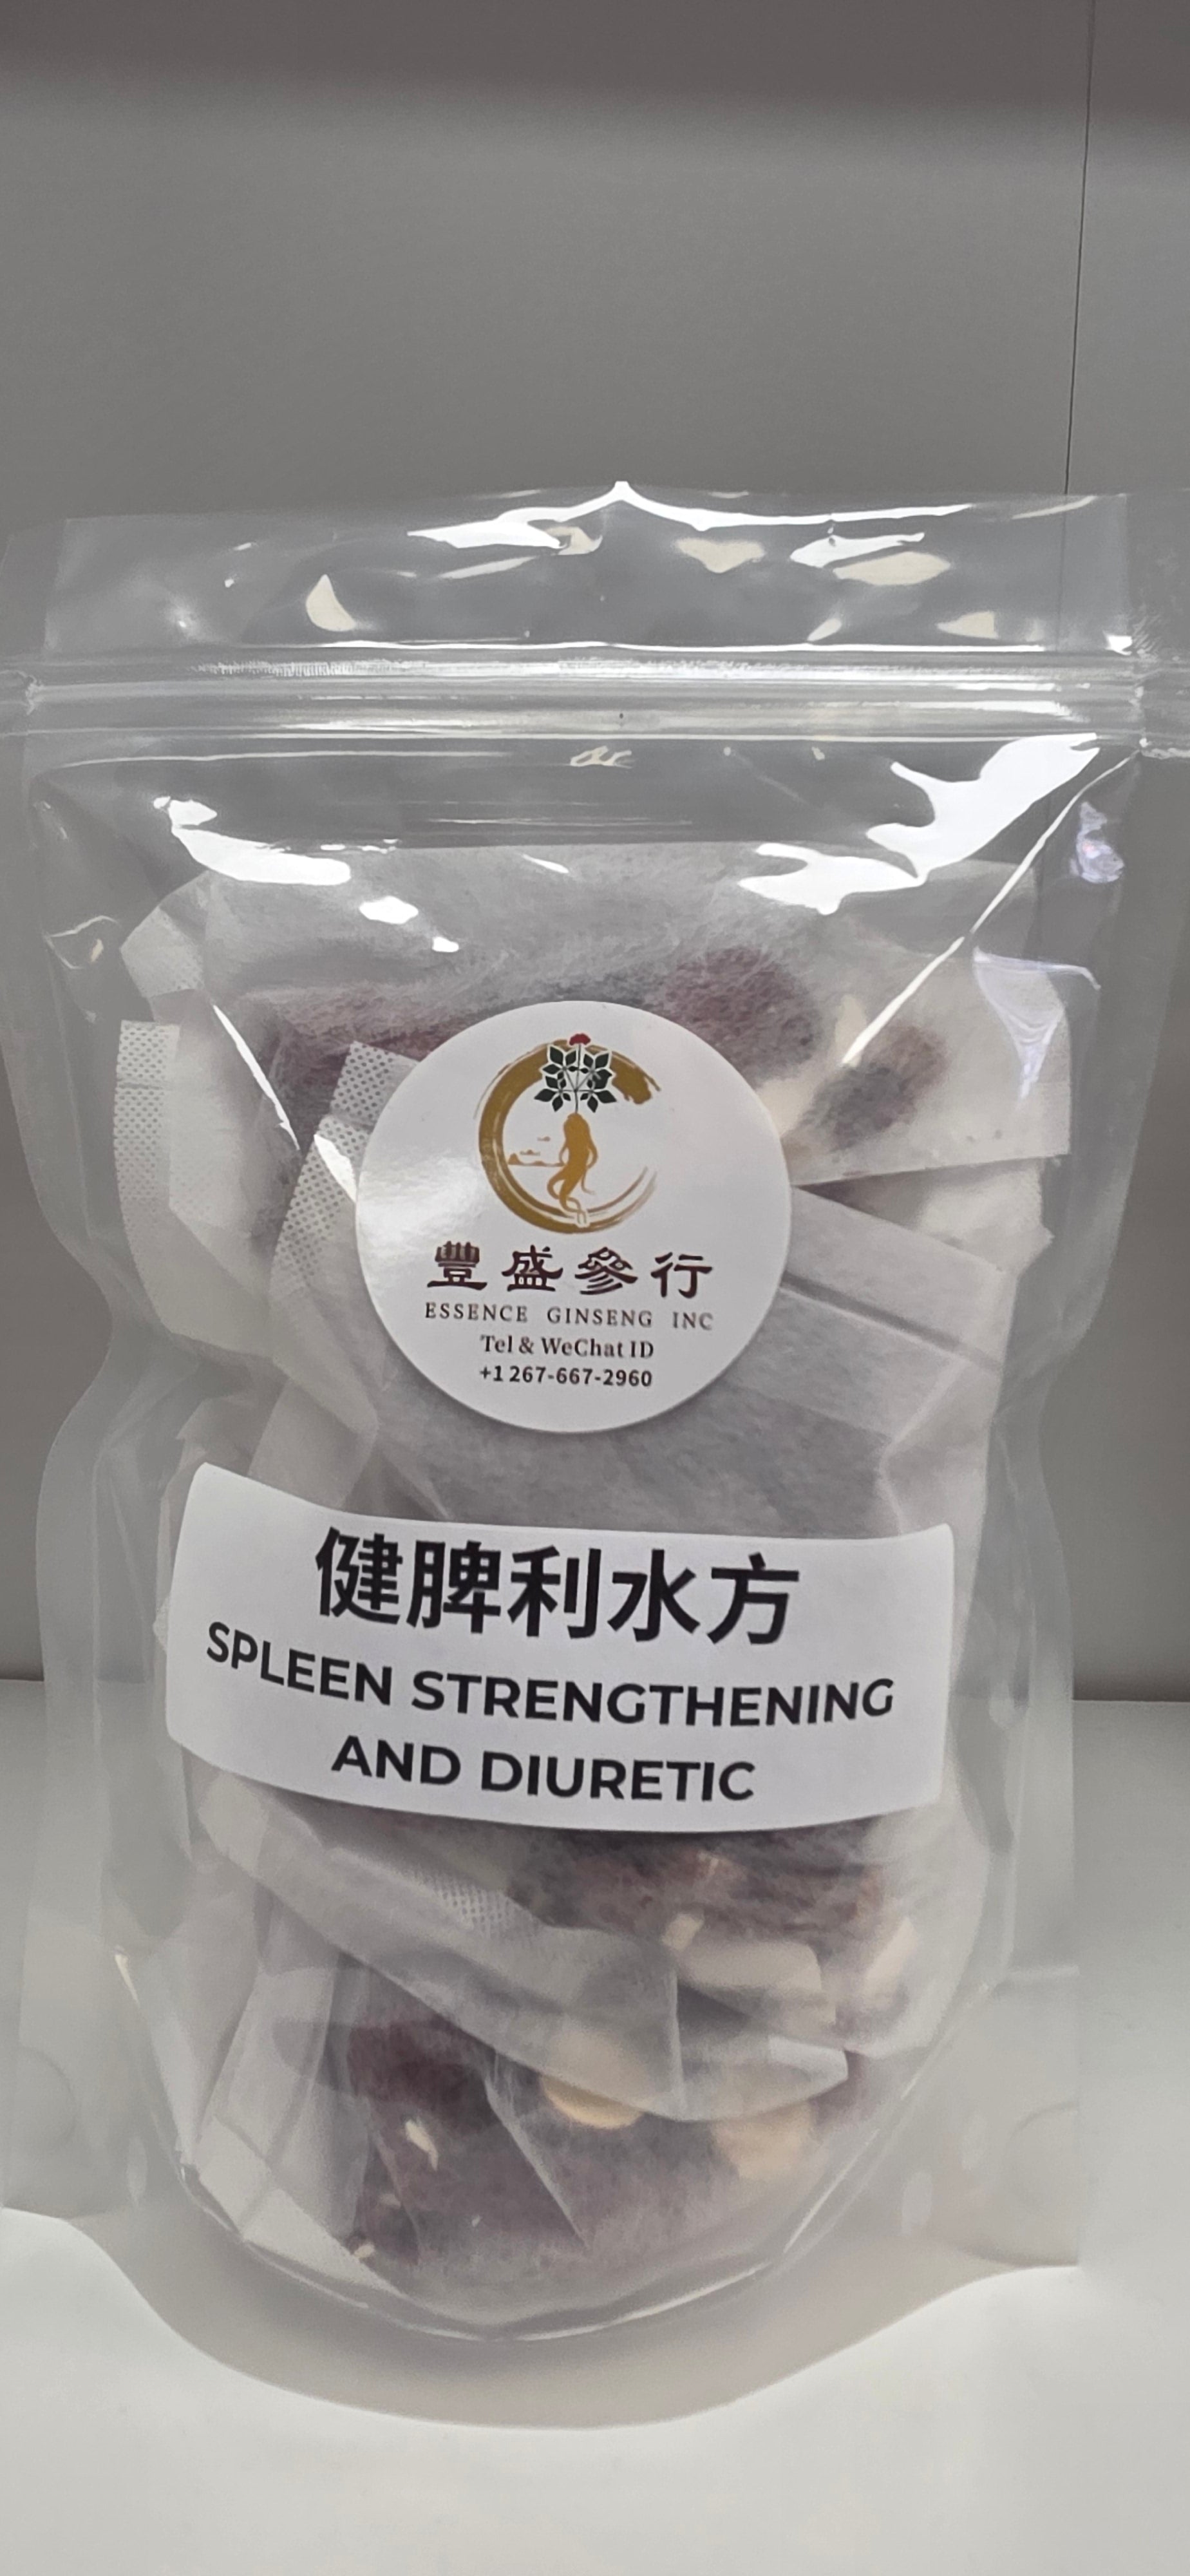 豐盛參行
ESSENCE GINSENG INC
Tel & WeChat ID
+1 267-667-2960
健脾利水方
SPLEEN STRENGTHENING
AND DIURETIC